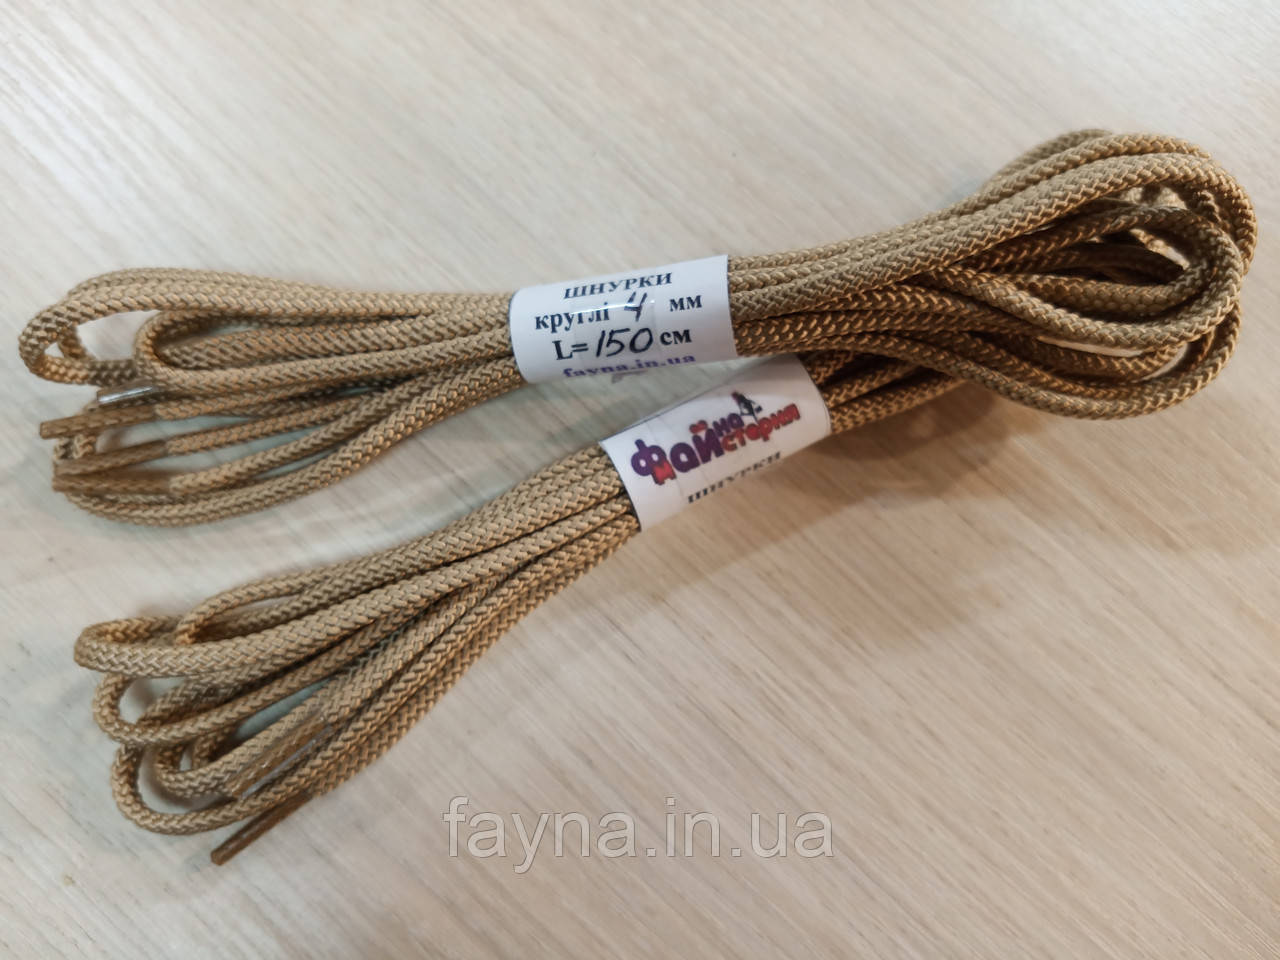 ШНУРКИ
круглі 4 мм
L= 150 см
fayna.in.ua
Файна
майстерня
ШНУРКИ
fayna.in.ua